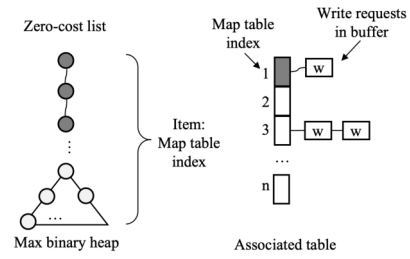 Zero-cost list
...
...
Max binary heap
Item:
Map table
index
Map table
index
Write requests
in buffer
1
w
2
3
w
w
...
n
Associated table